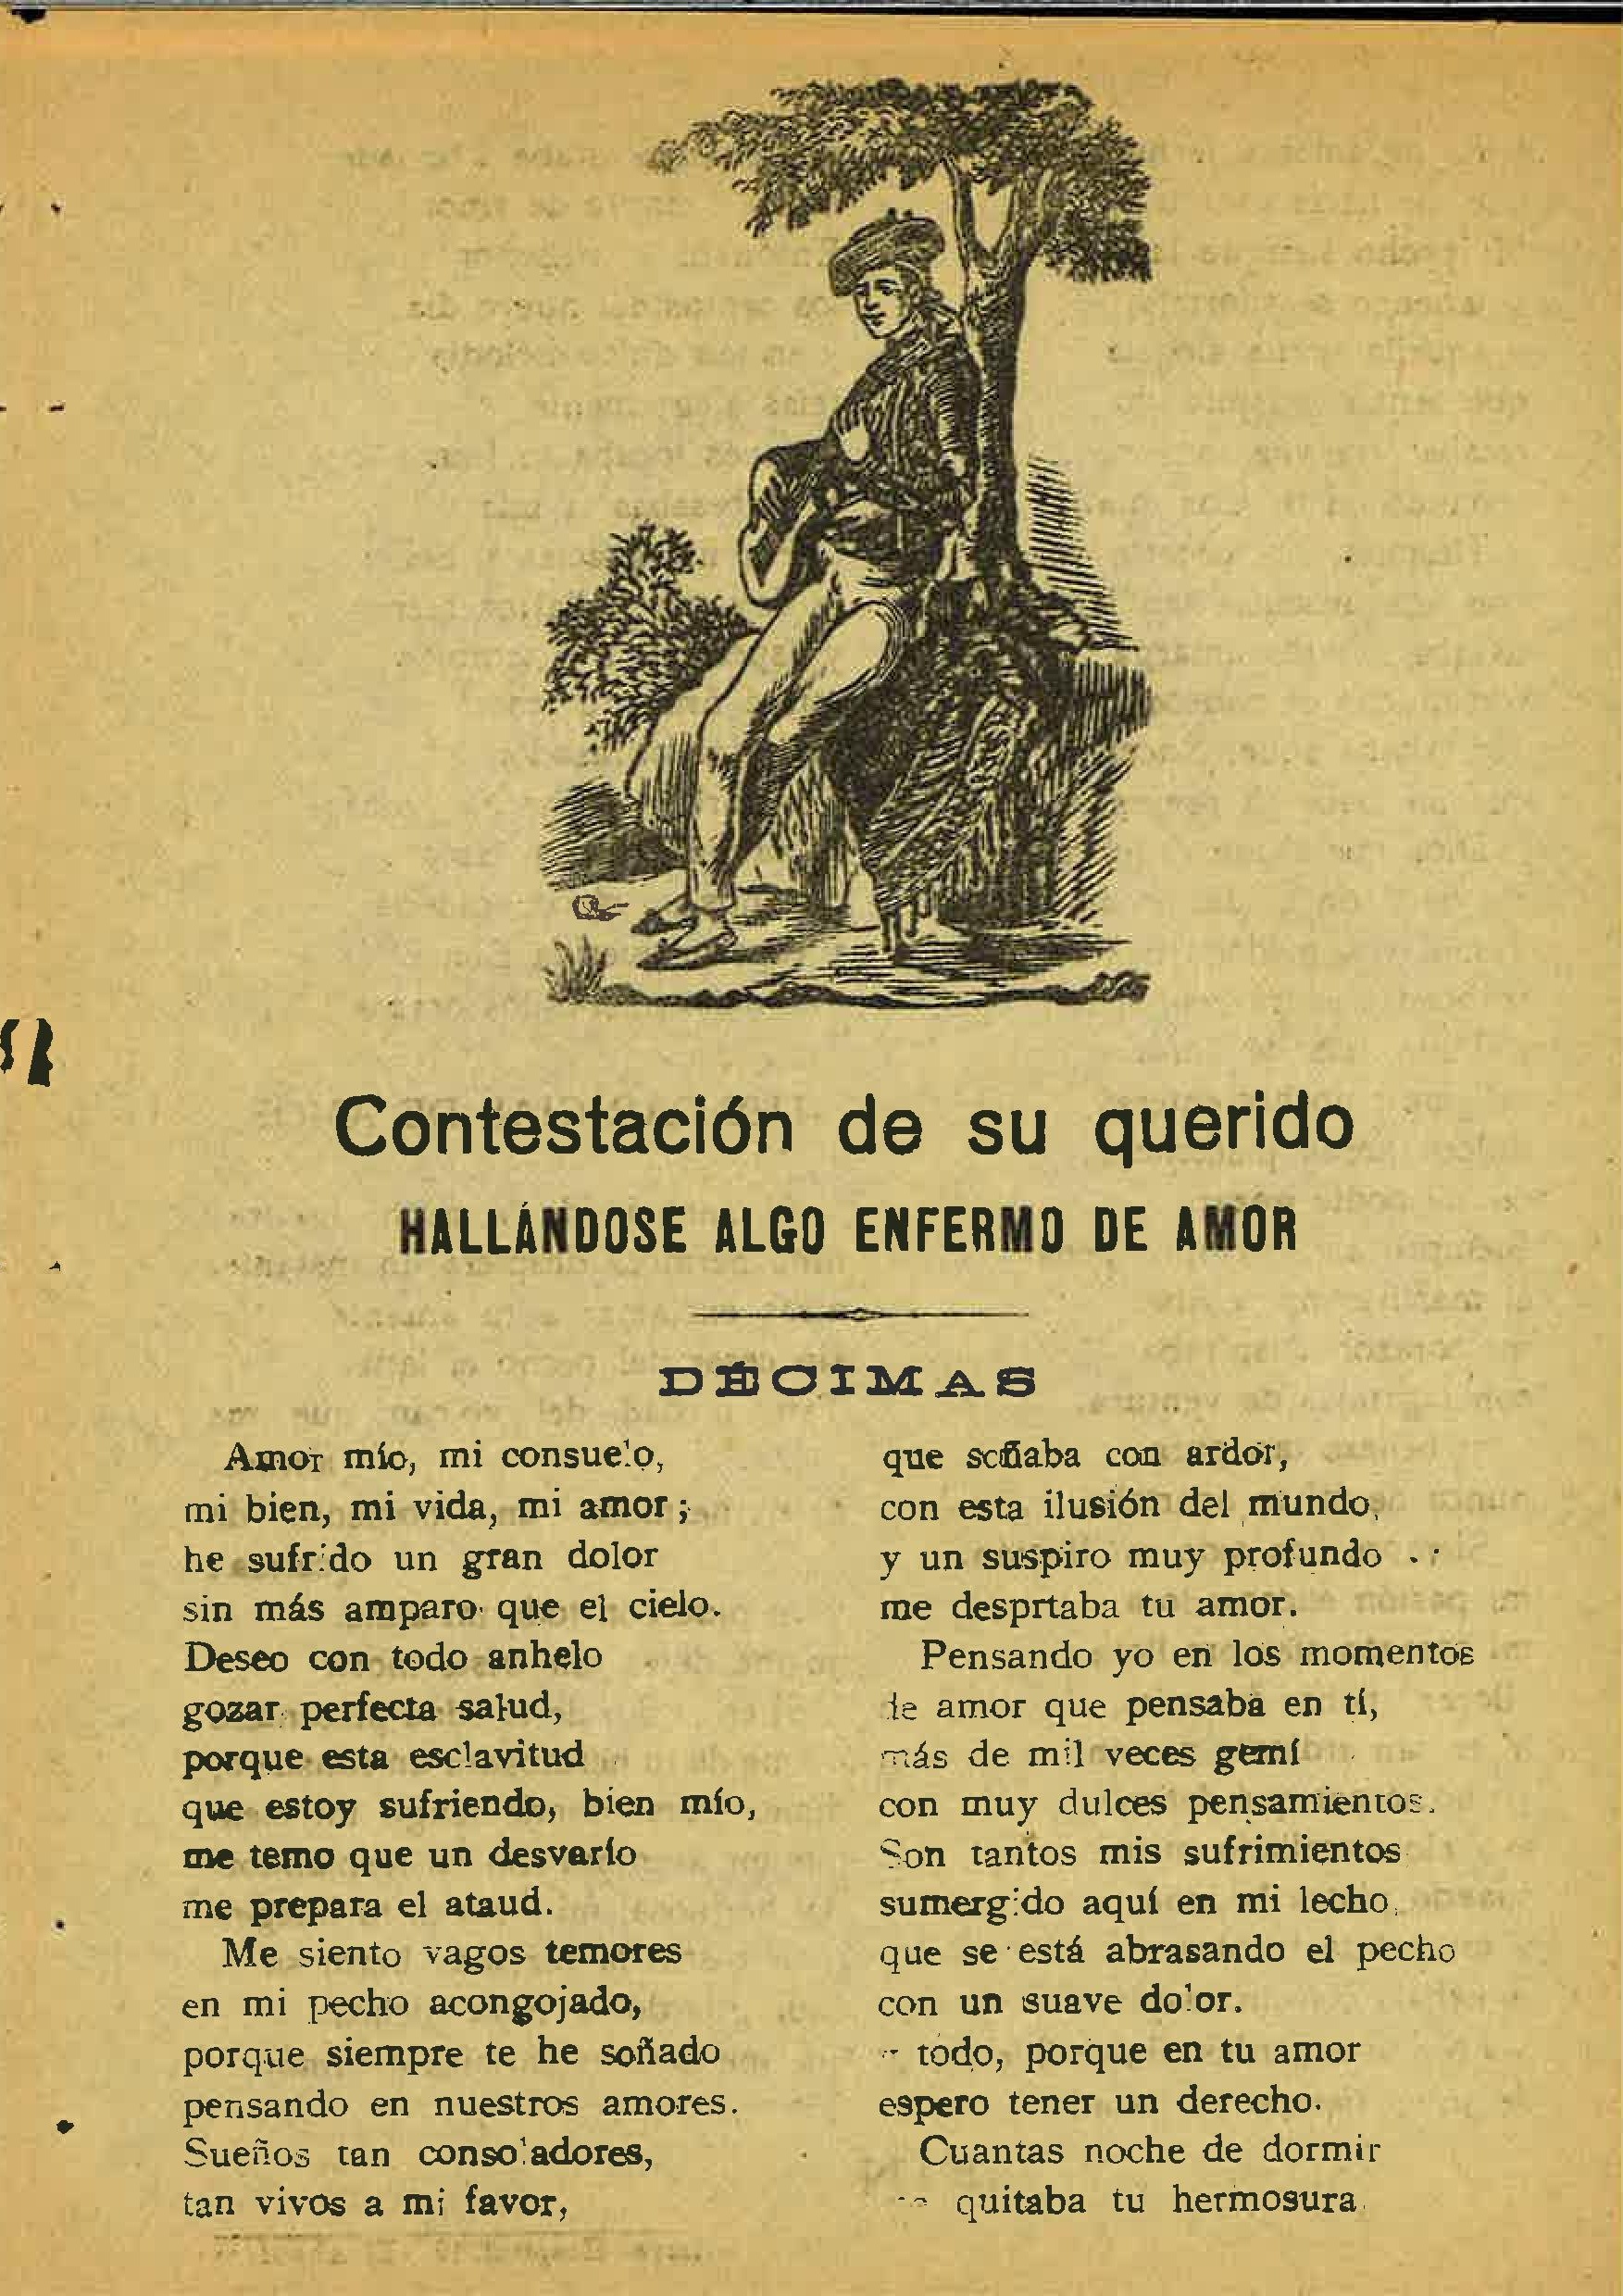 Contestación de su querido
HALLÁNDOSE ALGO ENFERMO DE AMOR
DÉCIMAS
Amor mío, mi consuelo,
mi bien, mi vida, mi amor;
he sufrido un gran dolor
sin más amparo que el cielo.
Deseo con todo anhelo
gozar perfecta salud,
porque esta esclavitud
que estoy sufriendo, bien mío,
me temo que un desvarío
me prepara el ataud.
Me siento vagos temores
en mi pecho acongojado,
porque siempre te he soñado
pensando en nuestros amores.
Sueños tan consoladores,
tan vivos a mi favor,
que soñaba con ardor,
con esta ilusión del mundo,
y un suspiro muy profundo
me desprtaba tu amor.
Pensando yo en los momentos
de amor que pensaba en tí,
más de mil veces gemí
con muy dulces pensamientos.
Son tantos mis sufrimientos
sumergido aquí en mi lecho,
que se está abrasando el pecho
con un suave dolor.
todo, porque en tu amor
espero tener un derecho.
Cuantas noche de dormir
quitaba tu hermosura